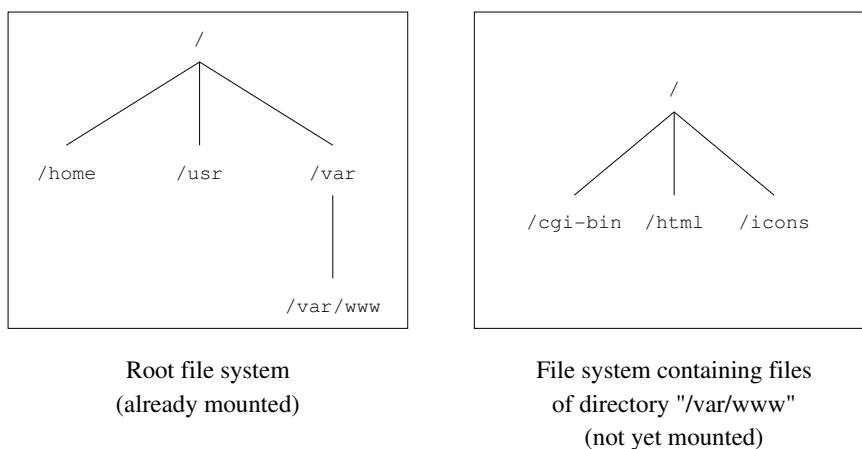 /
/home /usr /var
/var/www
Root file system
(already mounted)
/
/cgi-bin /html /icons
File system containing files
of directory "/var/www"
(not yet mounted)